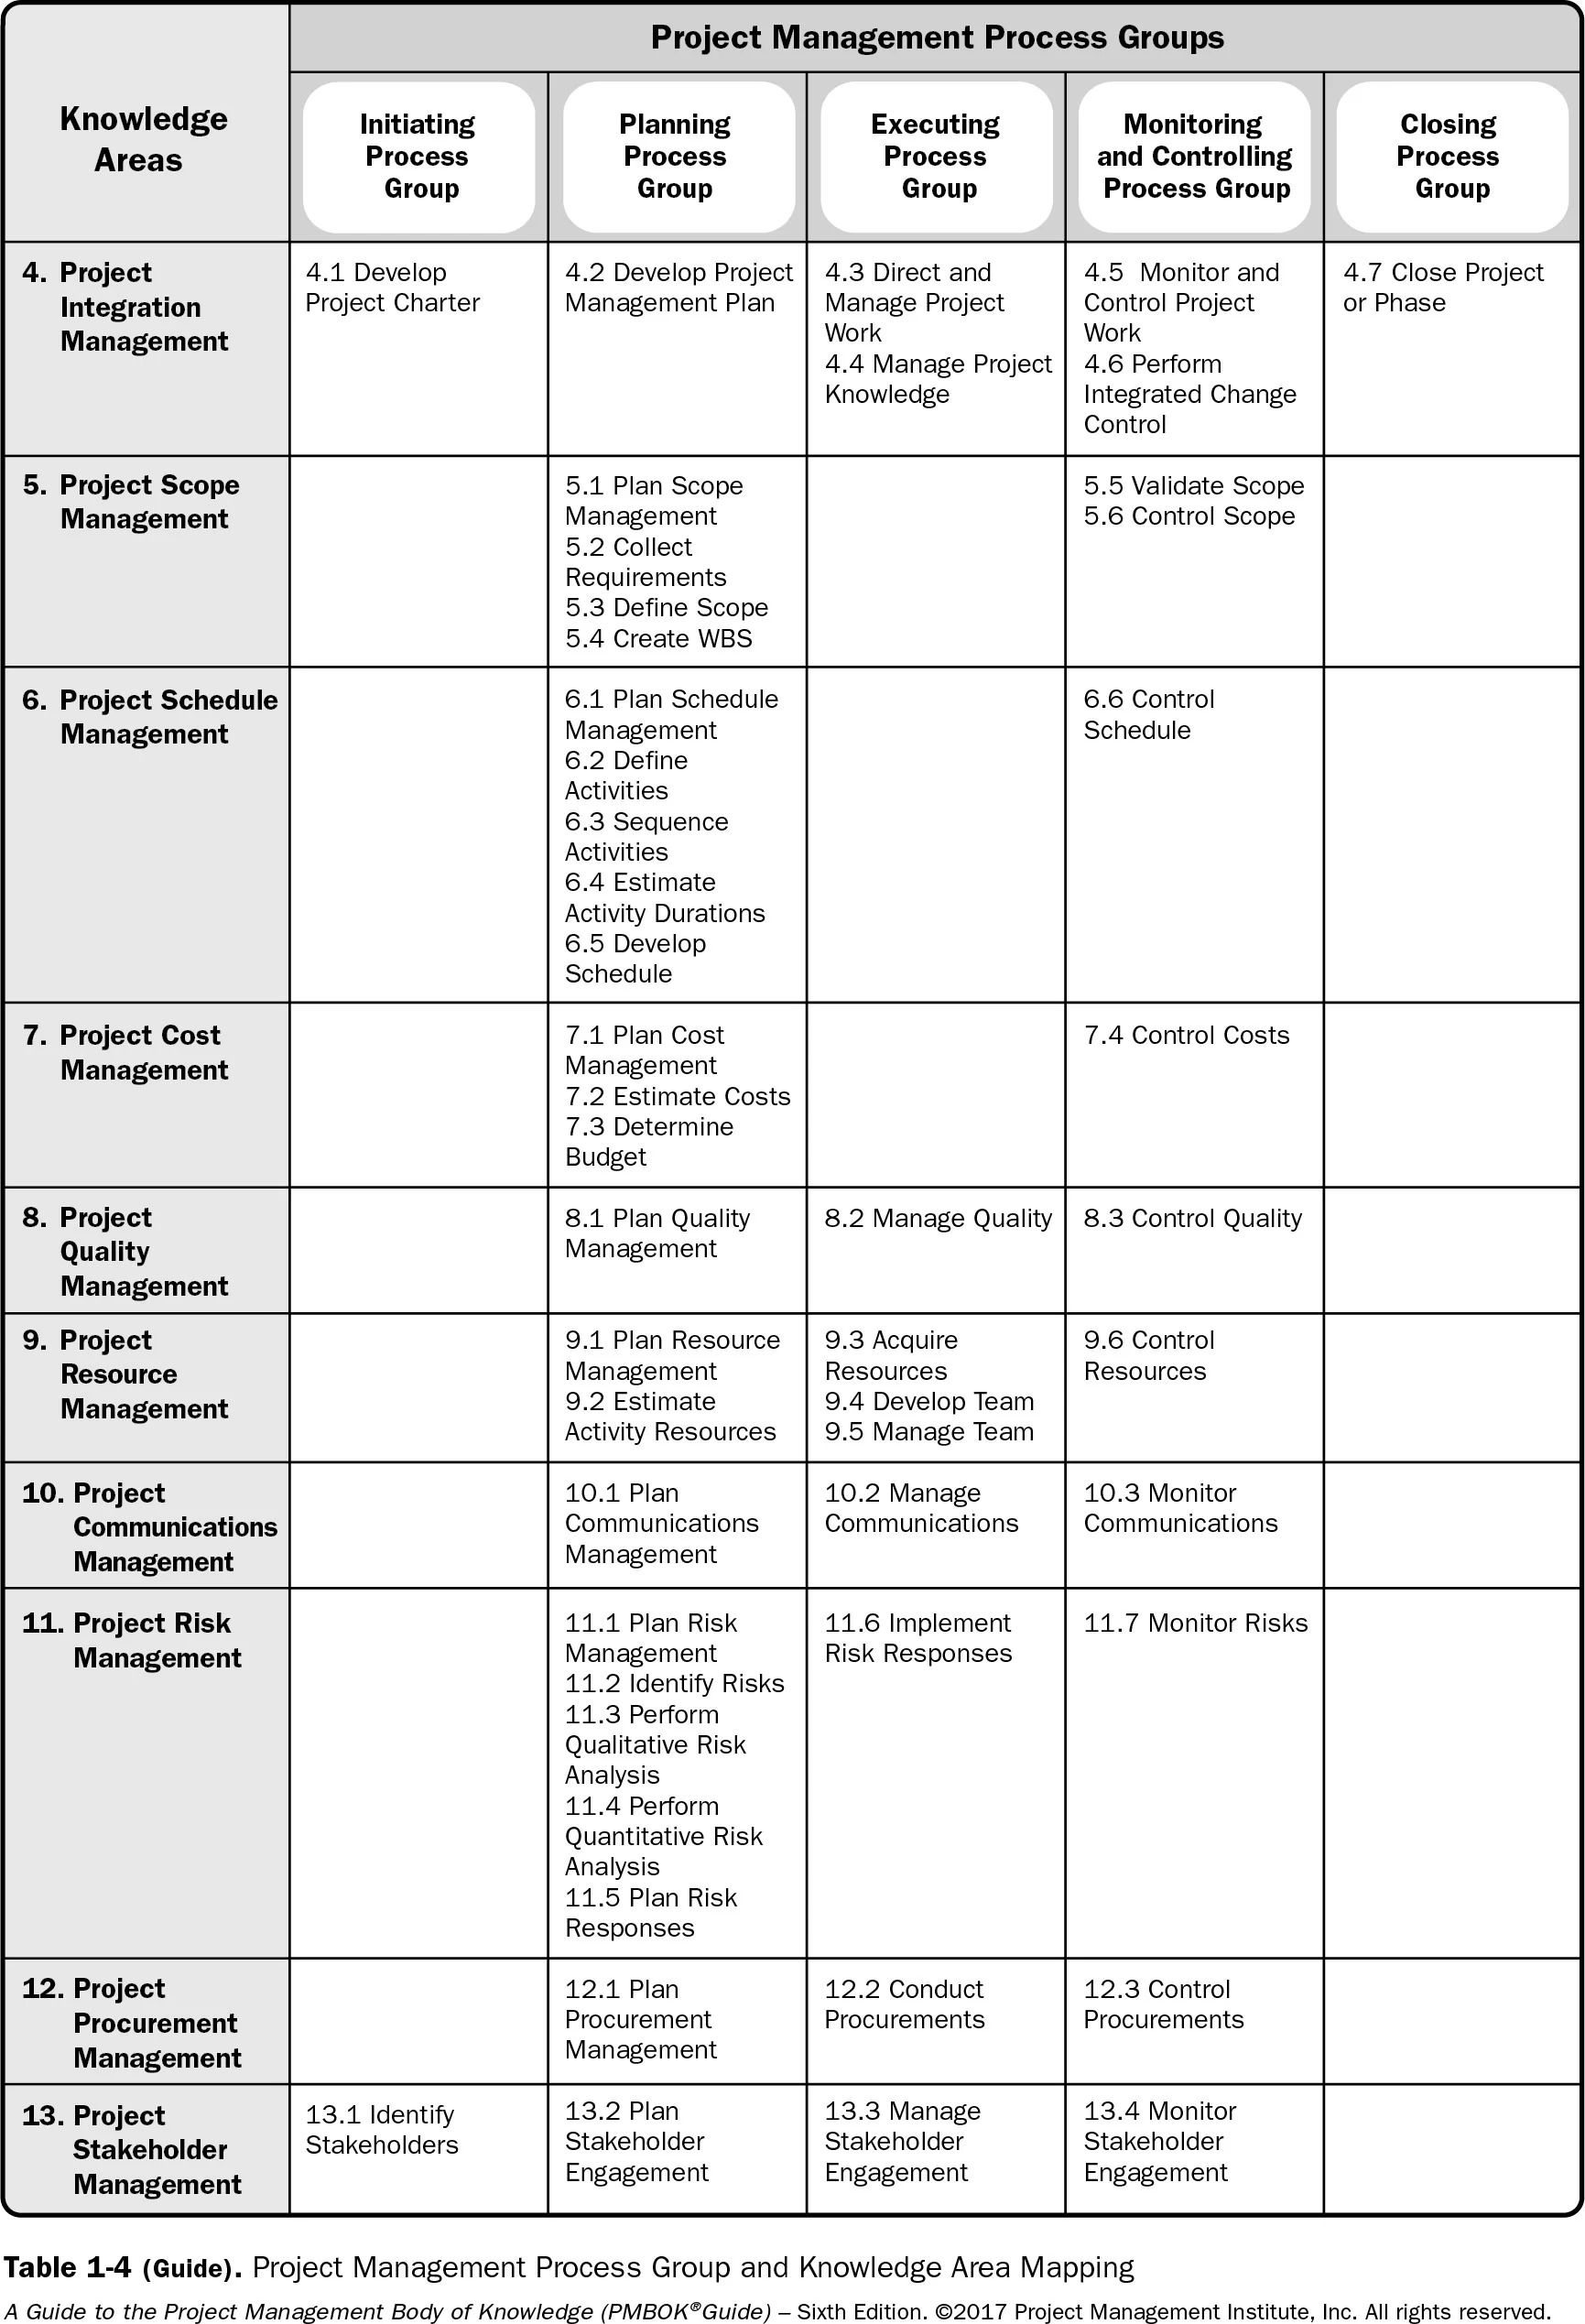 Project Management Process Groups
Knowledge
Areas
Initiating
Process
Group
Planning
Process
Group
Executing
Process
Group
Monitoring
and Controlling
Process Group
Closing
Process
Group
4. Project
Integration
Management
4.1 Develop
Project Charter
4.2 Develop Project
Management Plan
4.3 Direct and
Manage Project
Work
4.4 Manage Project
Knowledge
4.5 Monitor and
Control Project
Work
4.6 Perform
Integrated Change
Control
4.7 Close Project
or Phase
5. Project Scope
Management
5.1 Plan Scope
Management
5.2 Collect
Requirements
5.3 Define Scope
5.4 Create WBS
5.5 Validate Scope
5.6 Control Scope
6. Project Schedule
Management
6.1 Plan Schedule
Management
6.2 Define
Activities
6.3 Sequence
Activities
6.4 Estimate
Activity Durations
6.5 Develop
Schedule
6.6 Control
Schedule
7. Project Cost
Management
7.1 Plan Cost
Management
7.2 Estimate Costs
7.3 Determine
Budget
7.4 Control Costs
8. Project
Quality
Management
8.1 Plan Quality
Management
8.2 Manage Quality
8.3 Control Quality
9. Project
Resource
Management
9.1 Plan Resource
Management
9.2 Estimate
Activity Resources
9.3 Acquire
Resources
9.4 Develop Team
9.5 Manage Team
9.6 Control
Resources
10. Project
Communications
Management
10.1 Plan
Communications
Management
10.2 Manage
Communications
10.3 Monitor
Communications
11. Project Risk
Management
11.1 Plan Risk
Management
11.2 Identify Risks
11.3 Perform
Qualitative Risk
Analysis
11.4 Perform
Quantitative Risk
Analysis
11.5 Plan Risk
Responses
11.6 Implement
Risk Responses
11.7 Monitor Risks
12. Project
Procurement
Management
12.1 Plan
Procurement
Management
12.2 Conduct
Procurements
12.3 Control
Procurements
13. Project
Stakeholder
Management
13.1 Identify
Stakeholders
13.2 Plan
Stakeholder
Engagement
13.3 Manage
Stakeholder
Engagement
13.4 Monitor
Stakeholder
Engagement
Table 1-4 (Guide). Project Management Process Group and Knowledge Area Mapping
A Guide to the Project Management Body of Knowledge (PMBOK®Guide) – Sixth Edition. ©2017 Project Management Institute, Inc. All rights reserved.